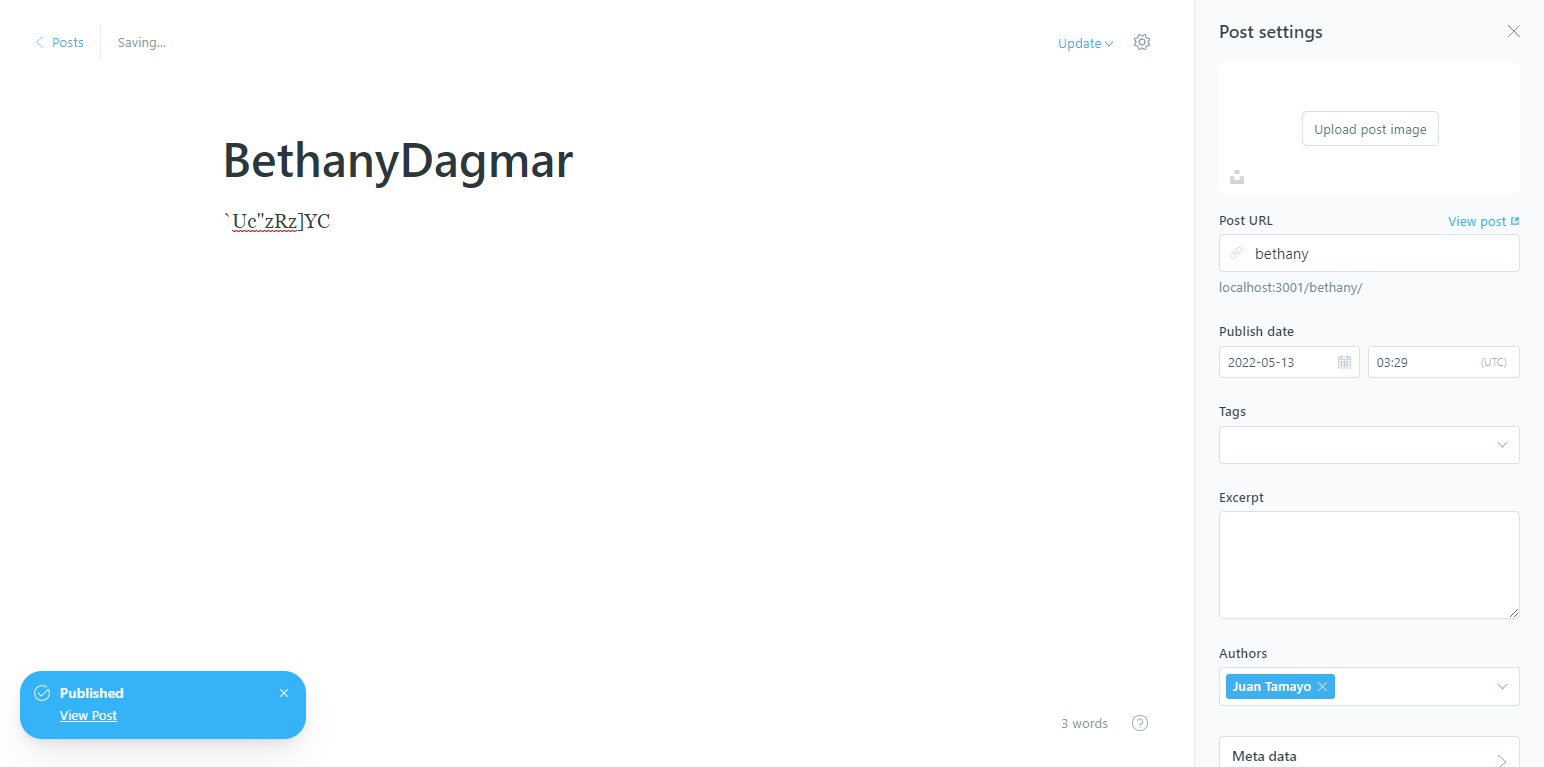 Posts
Saving...
Update
BethanyDagmar
`Uc"zRz]YC
Published
View Post
3 words
Post settings
Upload post image
Post URL
View post
bethany
localhost:3001/bethany/
Publish date
2022-05-13
03:29
(UTC)
Tags
Excerpt
Authors
Juan Tamayo
Meta data